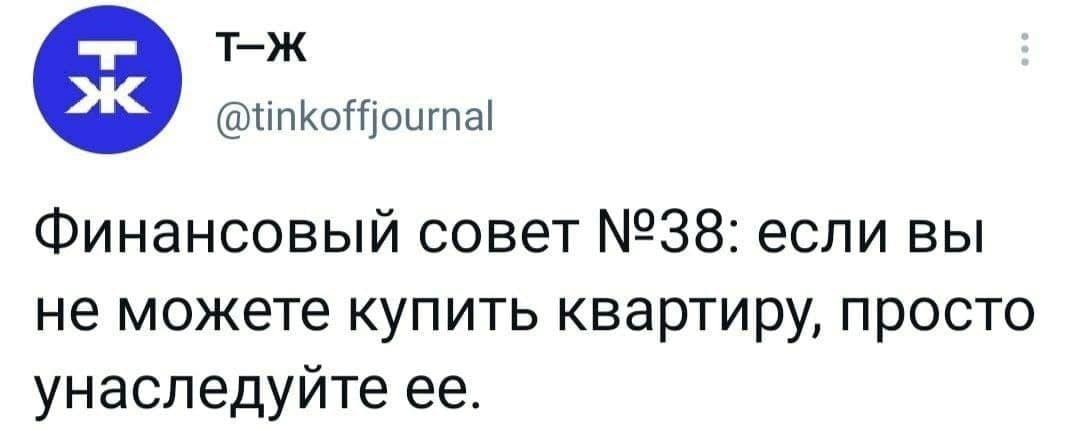 Т
Ж
Т—Ж
@tinkoffjournal
Финансовый совет №38: если вы
не можете купить квартиру, просто
унаследуйте ее.